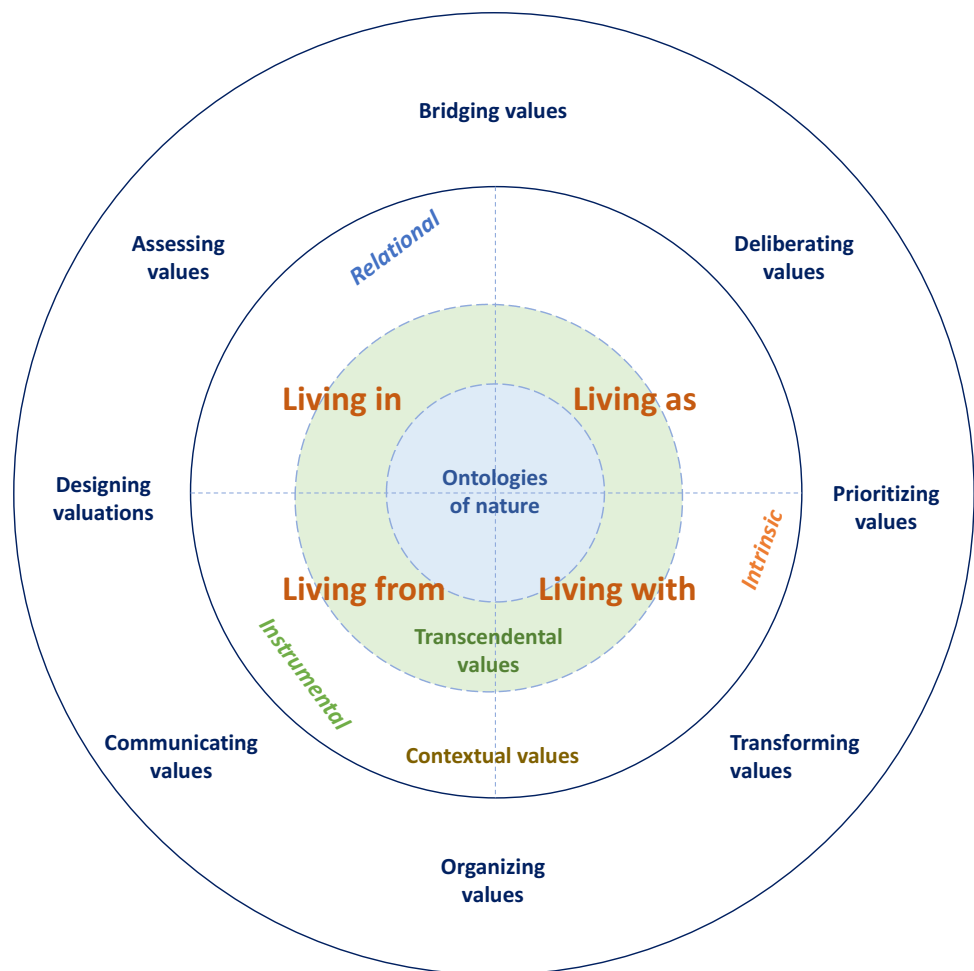 Bridging values
Assessing
values
Relational
Deliberating
values
Living in
Living as
Ontologies
of nature
Designing
valuations
Prioritizing
values
Intrinsic
Living from
Living with
Instrumental
Transcendental
values
Communicating
values
Contextual values
Transforming
values
Organizing
values